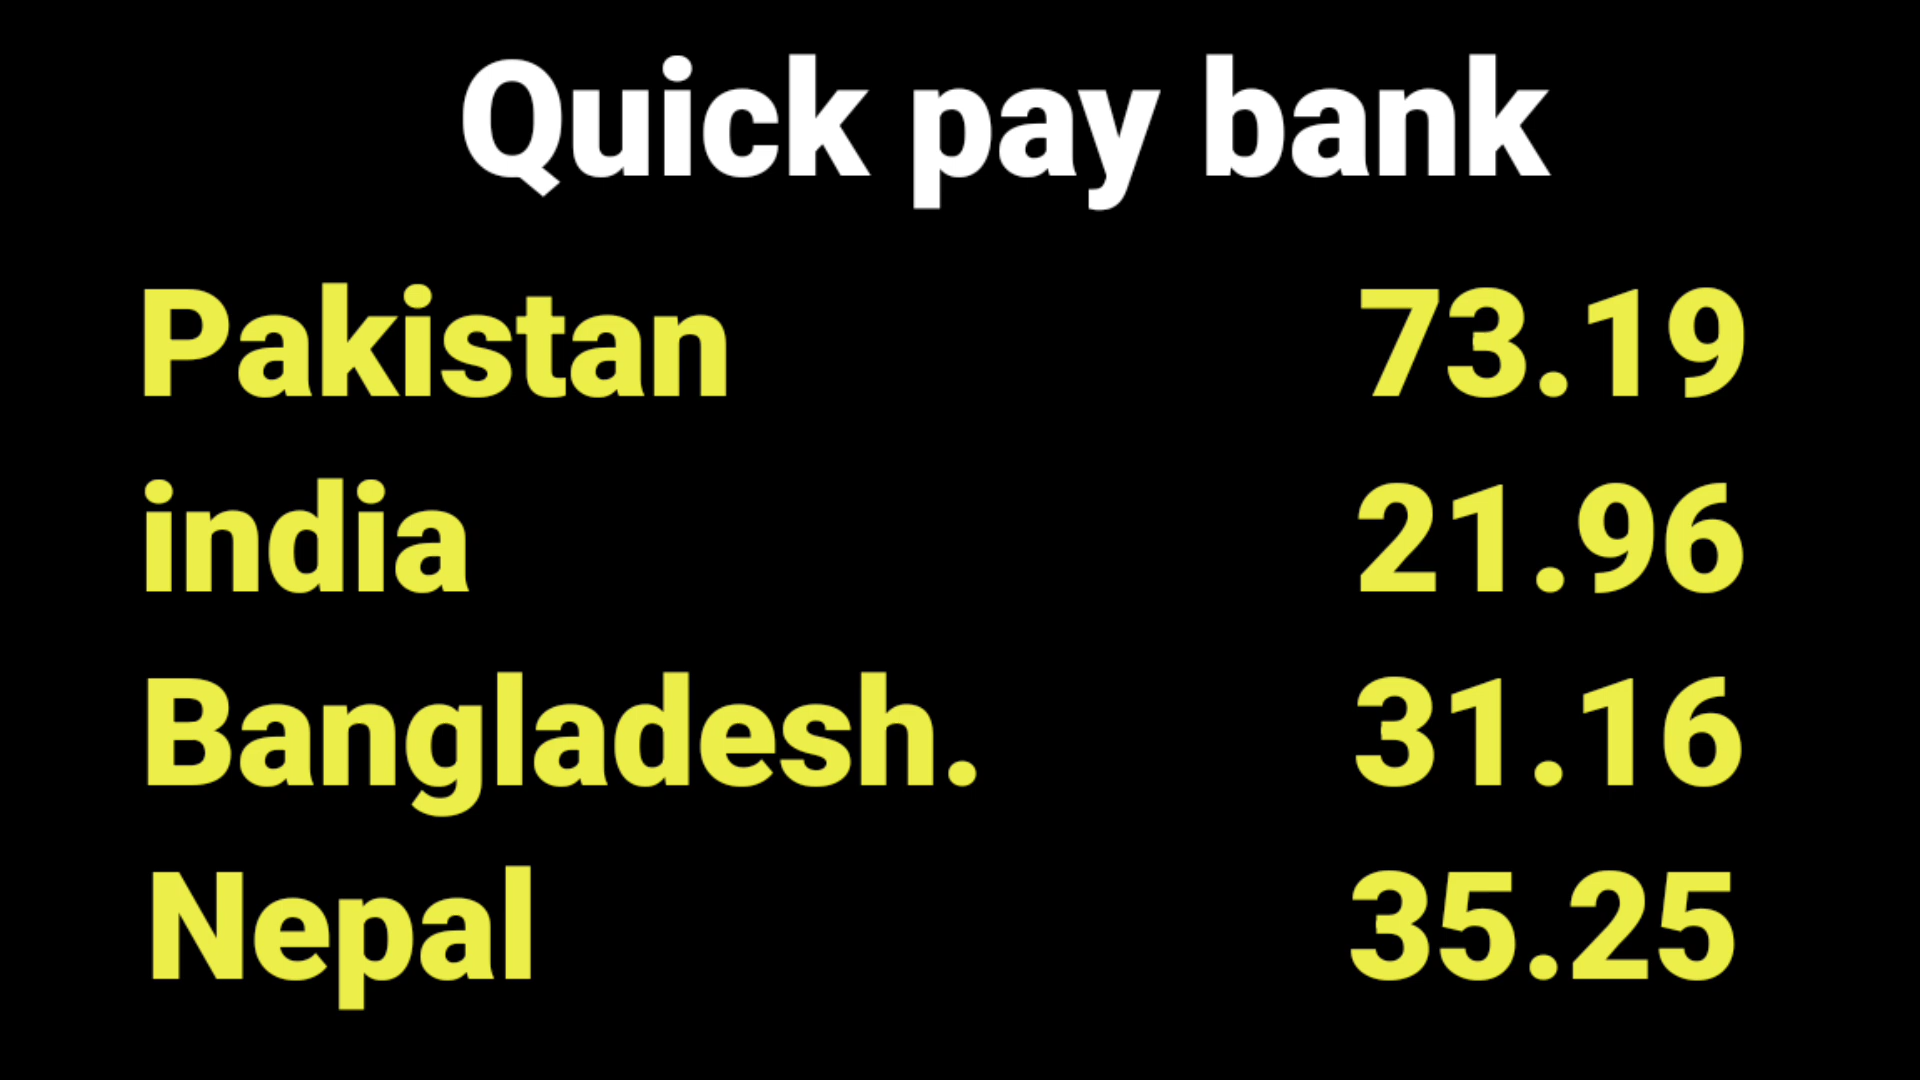 Quick pay bank
Pakistan 73.19
india 21.96
Bangladesh. 31.16
Nepal 35.25